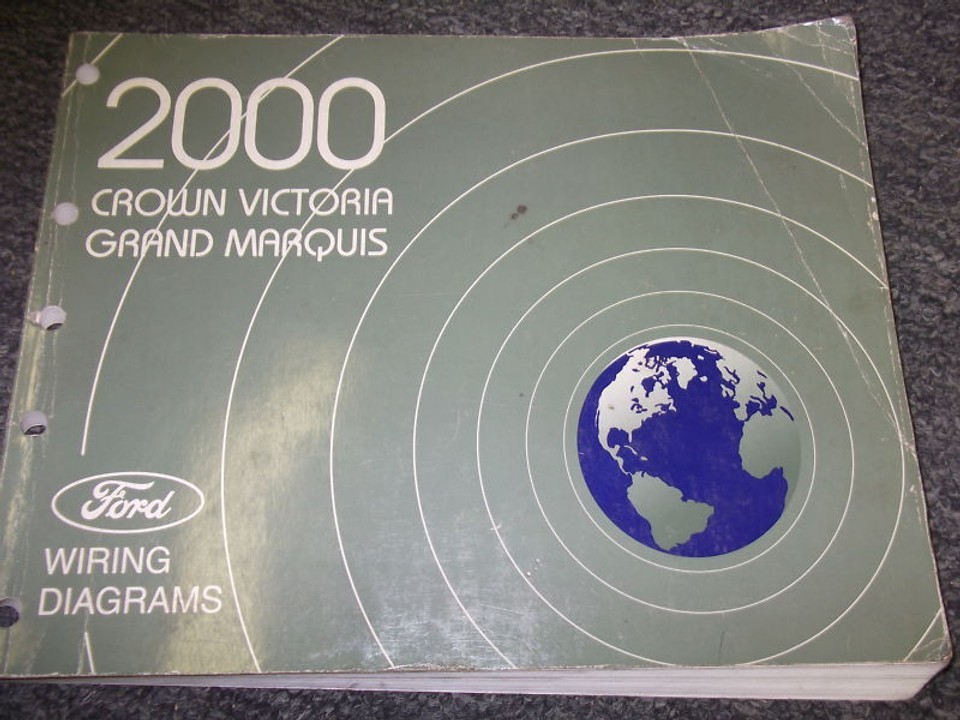 2000
CROWN VICTORIA
GRAND MARQUIS
Ford
WIRING
DIAGRAMS